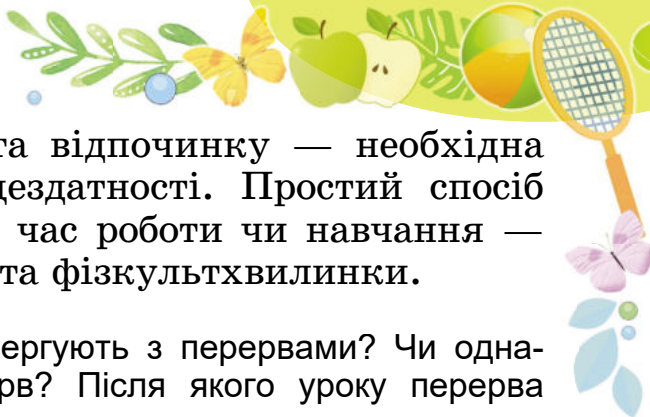 та відпочинку — необхідна
цездатності. Простий спосіб
час роботи чи навчання —
та фізкультхвилинки.
ергують з перервами? Чи одна-
рв? Після якого уроку перерва